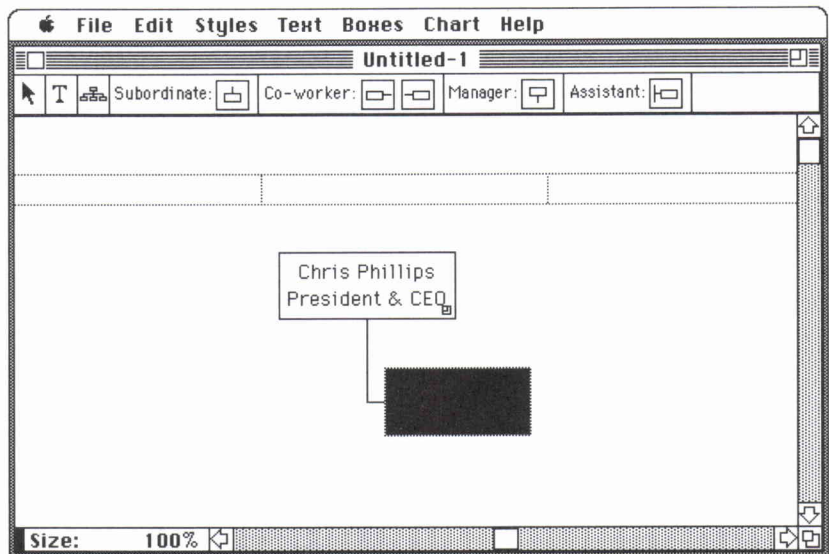 File Edit Styles Text Boxes Chart Help
Untitled-1
T Subordinate: Co-worker: Manager: Assistant:
Chris Phillips
President & CEO
Size: 100%